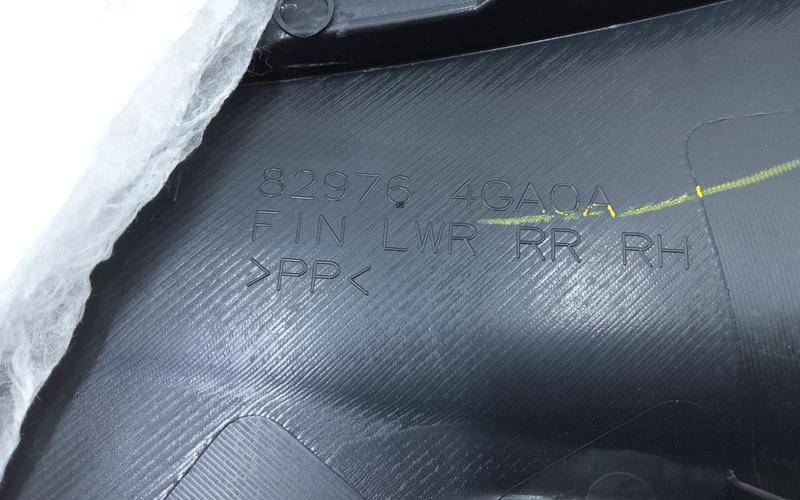 82976 4GA0A
FIN LWR RR RH
>PP<